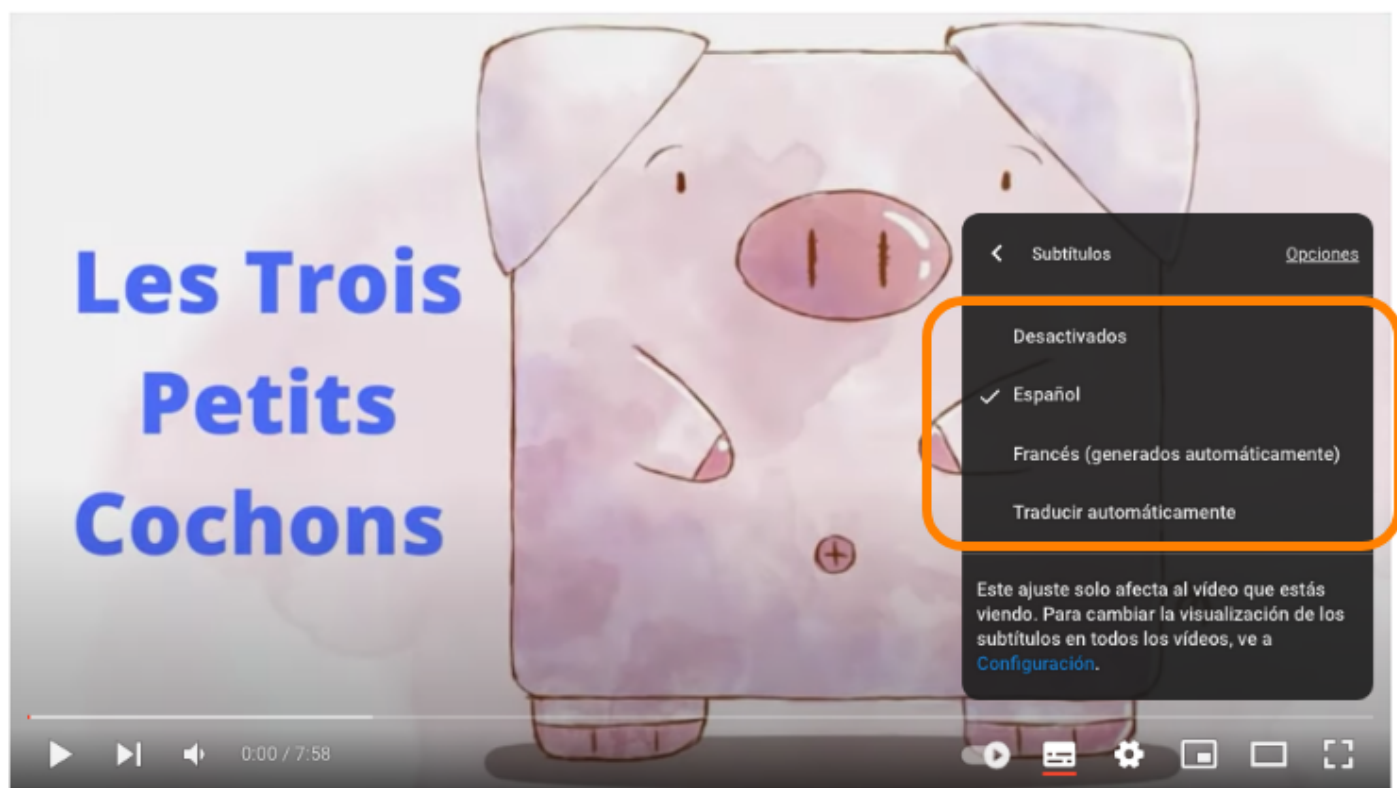 Les Trois
Petits
Cochons
Subtítulos
Opciones
Desactivados
Español
Francés (generados automáticamente)
Traducir automáticamente
Este ajuste solo afecta al vídeo que estás
viendo. Para cambiar la visualización de los
subtítulos en todos los vídeos, ve a
Configuración.
0:00 / 7:58